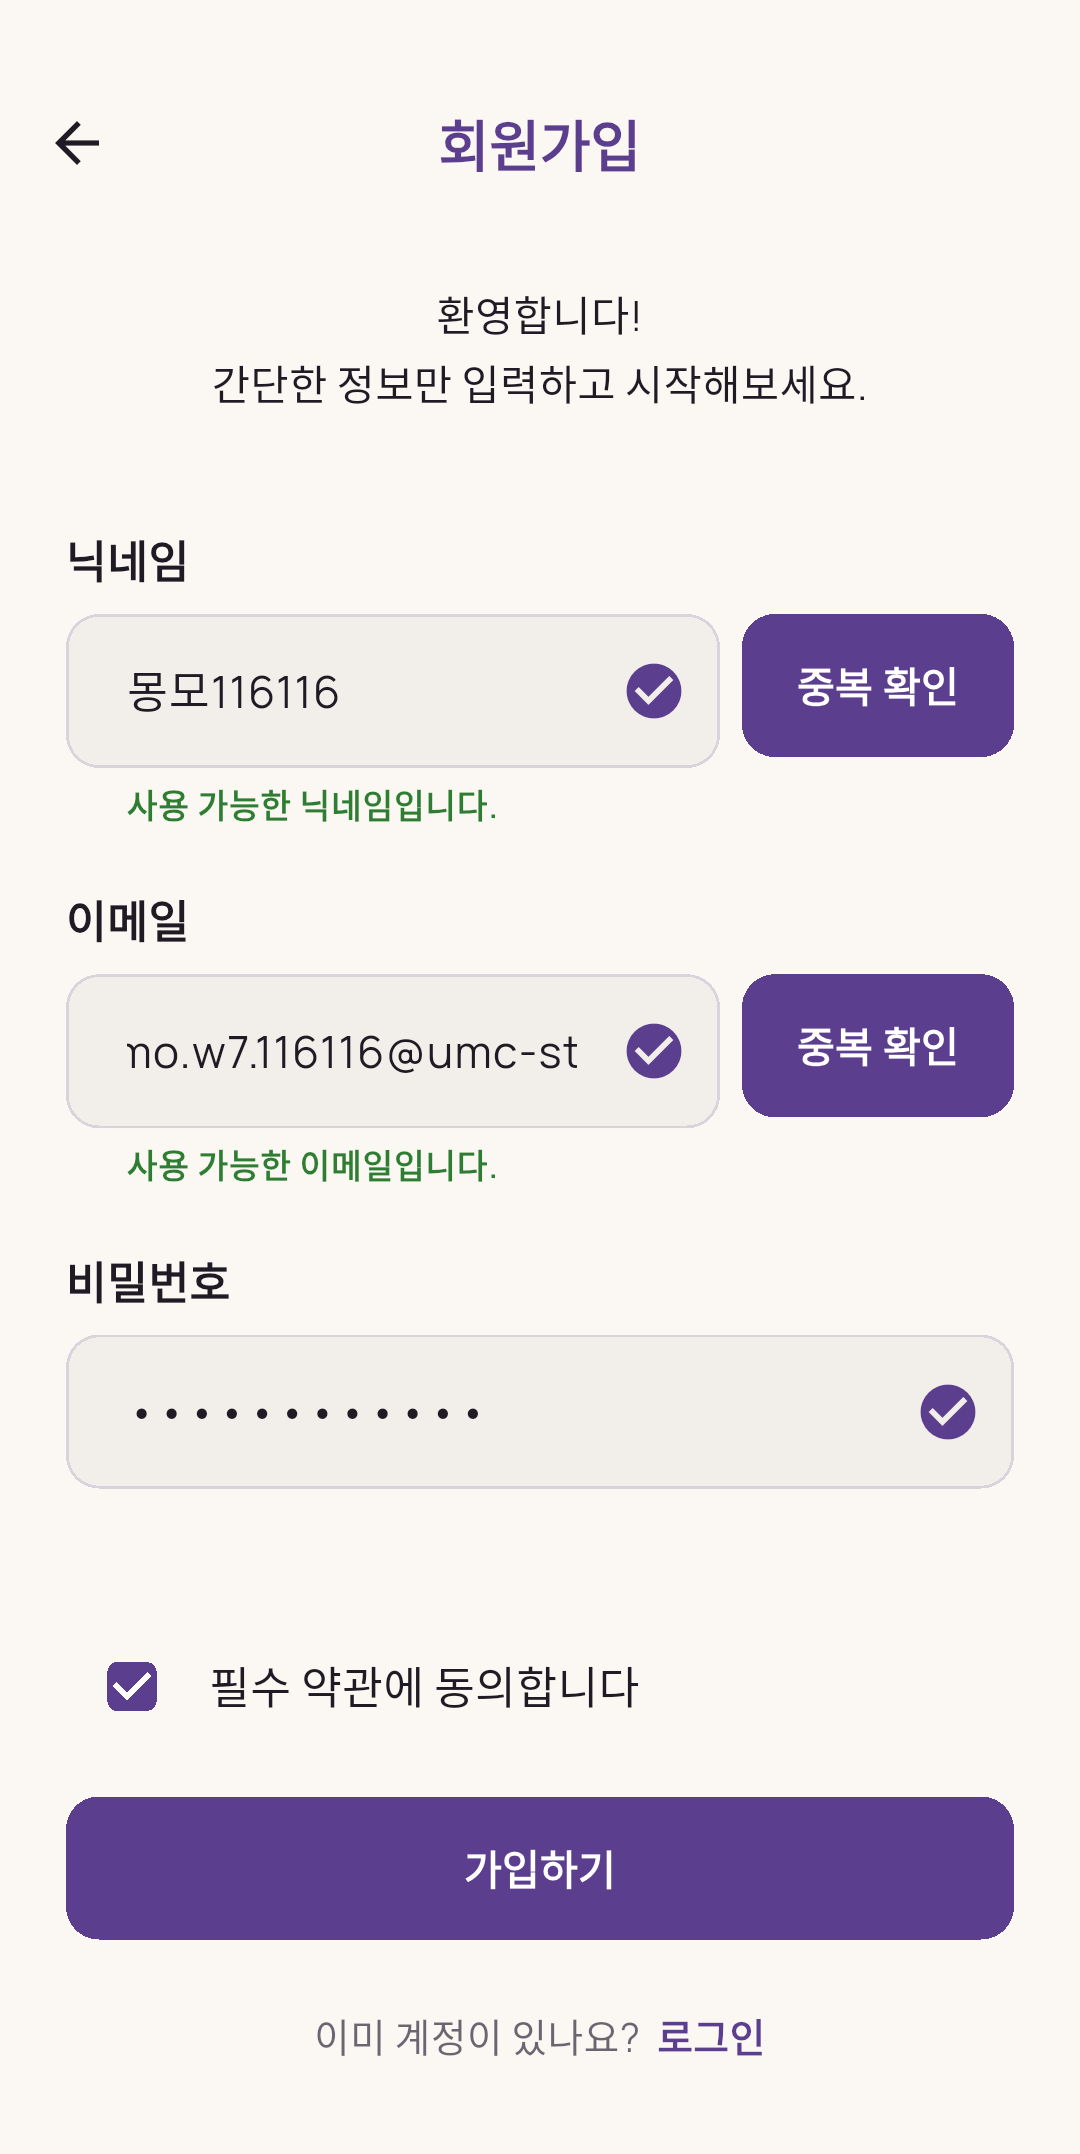 회원가입
환영합니다!
간단한 정보만 입력하고 시작해보세요.
닉네임
몽모116116
중복 확인
사용 가능한 닉네임입니다.
이메일
no.w7.116116@umc-st
중복 확인
사용 가능한 이메일입니다.
비밀번호
••••••••••••
필수 약관에 동의합니다
가입하기
이미 계정이 있나요? 로그인